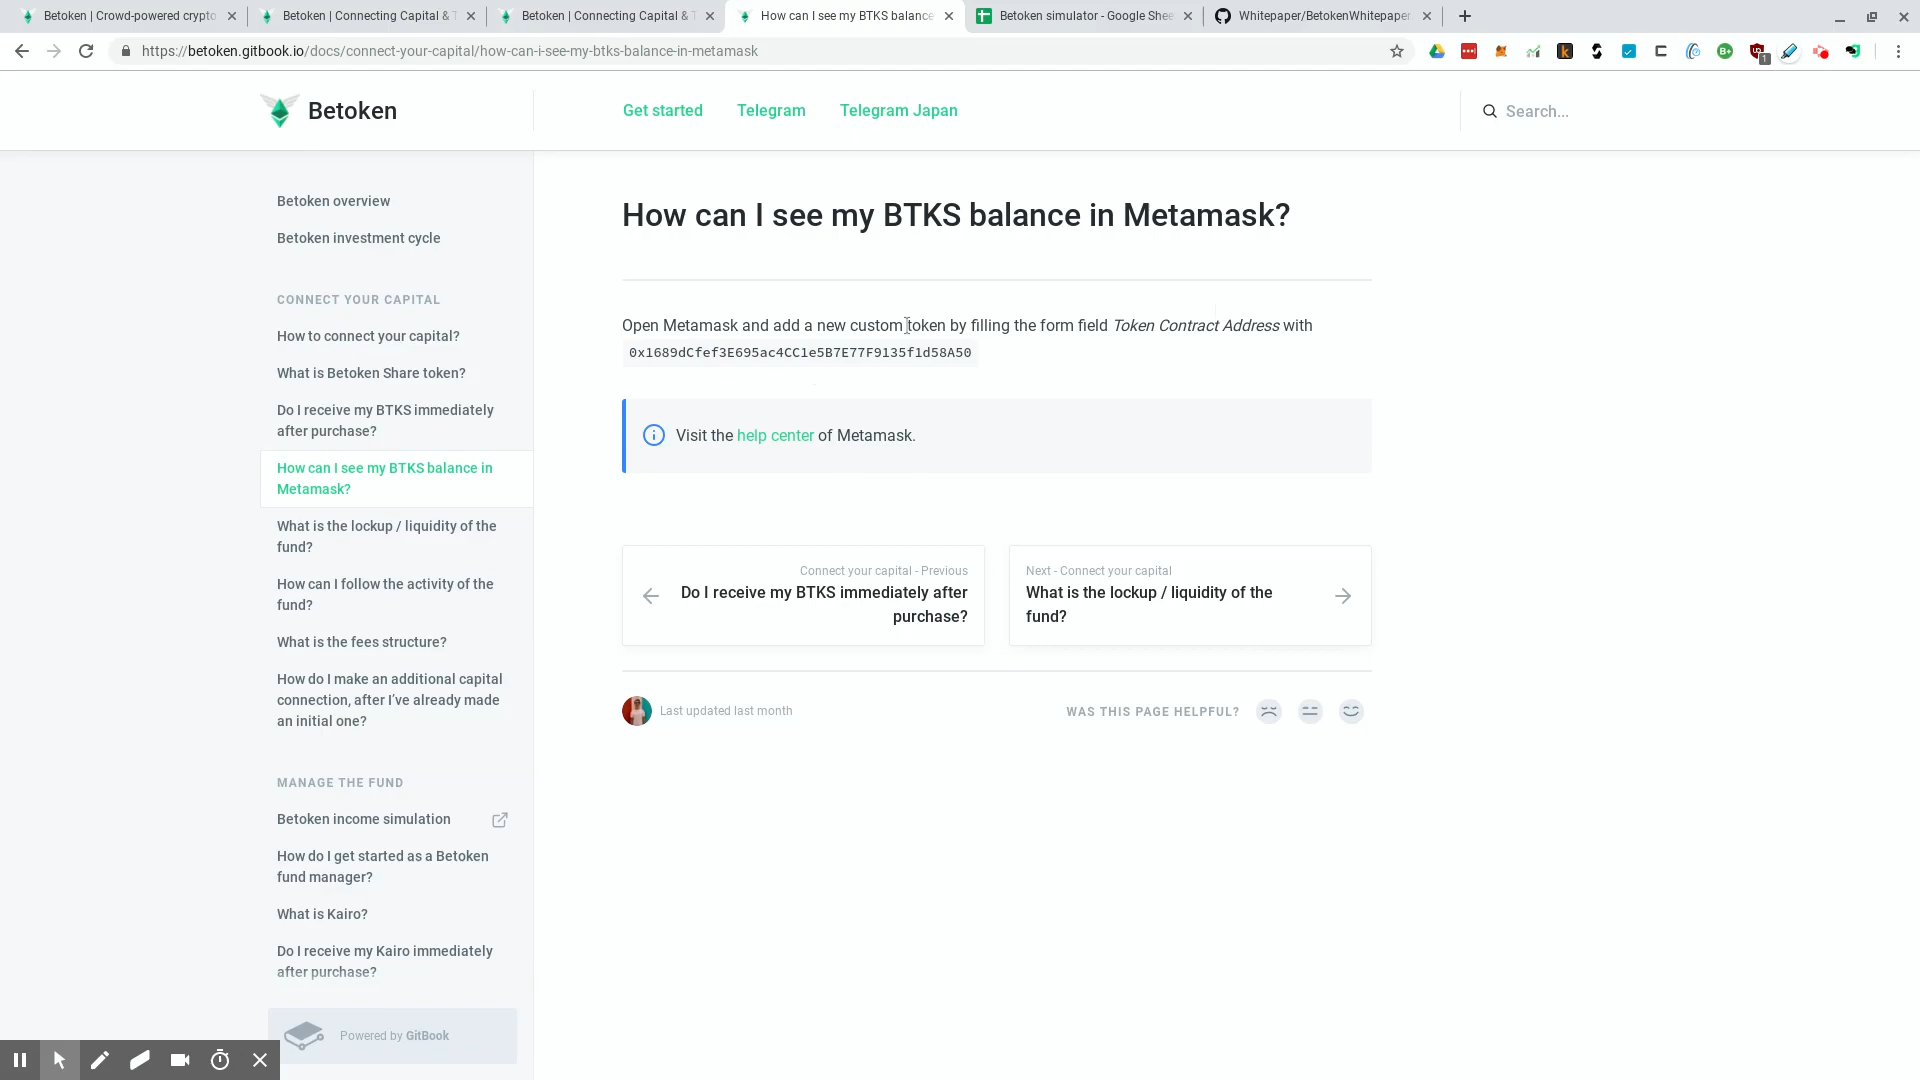 Betoken | Crowd-powered crypto
Betoken | Connecting Capital & T
Betoken | Connecting Capital & T
How can I see my BTKS balance
Betoken simulator - Google Shee
Whitepaper/BetokenWhitepaper.
https://betoken.gitbook.io/docs/connect-your-capital/how-can-i-see-my-btks-balance-in-metamask
Betoken
Get started
Telegram
Telegram Japan
Search...
Betoken overview
Betoken investment cycle
CONNECT YOUR CAPITAL
How to connect your capital?
What is Betoken Share token?
Do I receive my BTKS immediately
after purchase?
How can I see my BTKS balance in
Metamask?
What is the lockup / liquidity of the
fund?
How can I follow the activity of the
fund?
What is the fees structure?
How do I make an additional capital
connection, after I've already made
an initial one?
MANAGE THE FUND
Betoken income simulation
How do I get started as a Betoken
fund manager?
What is Kairo?
Do I receive my Kairo immediately
after purchase?
Powered by GitBook
How can I see my BTKS balance in Metamask?
Open Metamask and add a new custom token by filling the form field Token Contract Address with
0x1689dCfef3E695ac4CC1e5B7E77F9135f1d58A50
Visit the help center of Metamask.
Connect your capital - Previous
Do I receive my BTKS immediately after
purchase?
Next - Connect your capital
What is the lockup / liquidity of the
fund?
Last updated last month
WAS THIS PAGE HELPFUL?